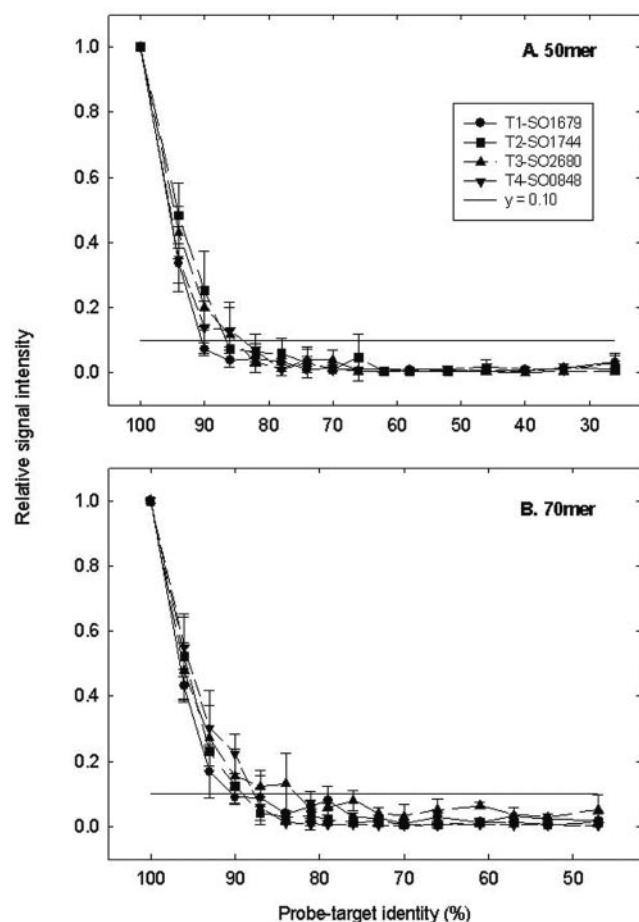 A. 50mer
1.0
0.8
0.6
0.4
0.2
0.0
T1-SO1679
T2-SO1744
T3-SO2680
T4-SO0848
y = 0.10
100 90 80 70 60 50 40 30
Relative signal intensity
B. 70mer
1.0
0.8
0.6
0.4
0.2
0.0
100 90 80 70 60 50
Probe-target identity (%)